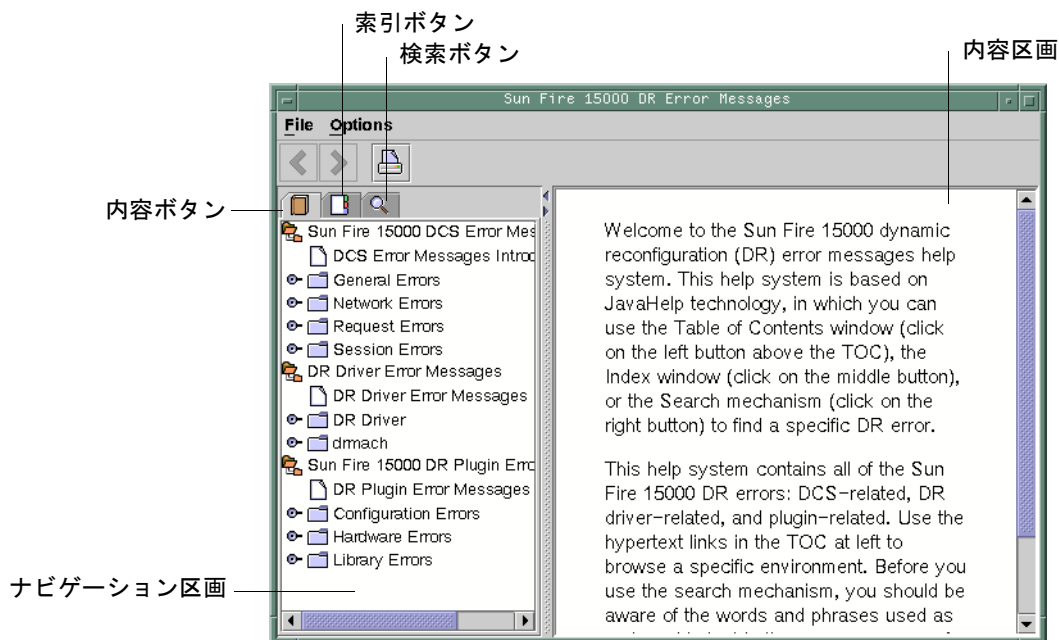 索引ボタン
検索ボタン
内容区画
Sun Fire 15000 DR Error Messages
File Options
内容ボタン
Sun Fire 15000 DCS Error Mes
DCS Error Messages Introd
General Errors
Network Errors
Request Errors
Session Errors
DR Driver Error Messages
DR Driver Error Messages
DR Driver
drmach
Sun Fire 15000 DR Plugin Erro
DR Plugin Error Messages
Configuration Errors
Hardware Errors
Library Errors
ナビゲーション区画
Welcome to the Sun Fire 15000 dynamic
reconfiguration (DR) error messages help
system. This help system is based on
JavaHelp technology, in which you can
use the Table of Contents window (click
on the left button above the TOC), the
Index window (click on the middle button),
or the Search mechanism (click on the
right button) to find a specific DR error.
This help system contains all of the Sun
Fire 15000 DR errors: DCS-related, DR
driver-related, and plugin-related. Use the
hypertext links in the TOC at left to
browse a specific environment. Before you
use the search mechanism, you should be
aware of the words and phrases used as